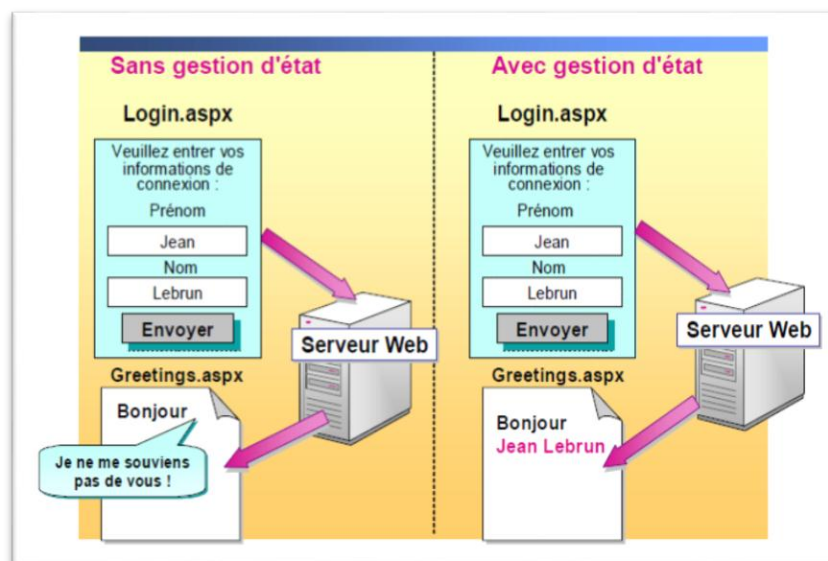 Sans gestion d'état
Login.aspx
Veuillez entrer vos
informations de
connexion :
Prénom
Jean
Nom
Lebrun
Envoyer
Serveur Web
Greetings.aspx
Bonjour
Je ne me souviens
pas de vous !
Avec gestion d'état
Login.aspx
Veuillez entrer vos
informations de
connexion :
Prénom
Jean
Nom
Lebrun
Envoyer
Serveur Web
Greetings.aspx
Bonjour
Jean Lebrun